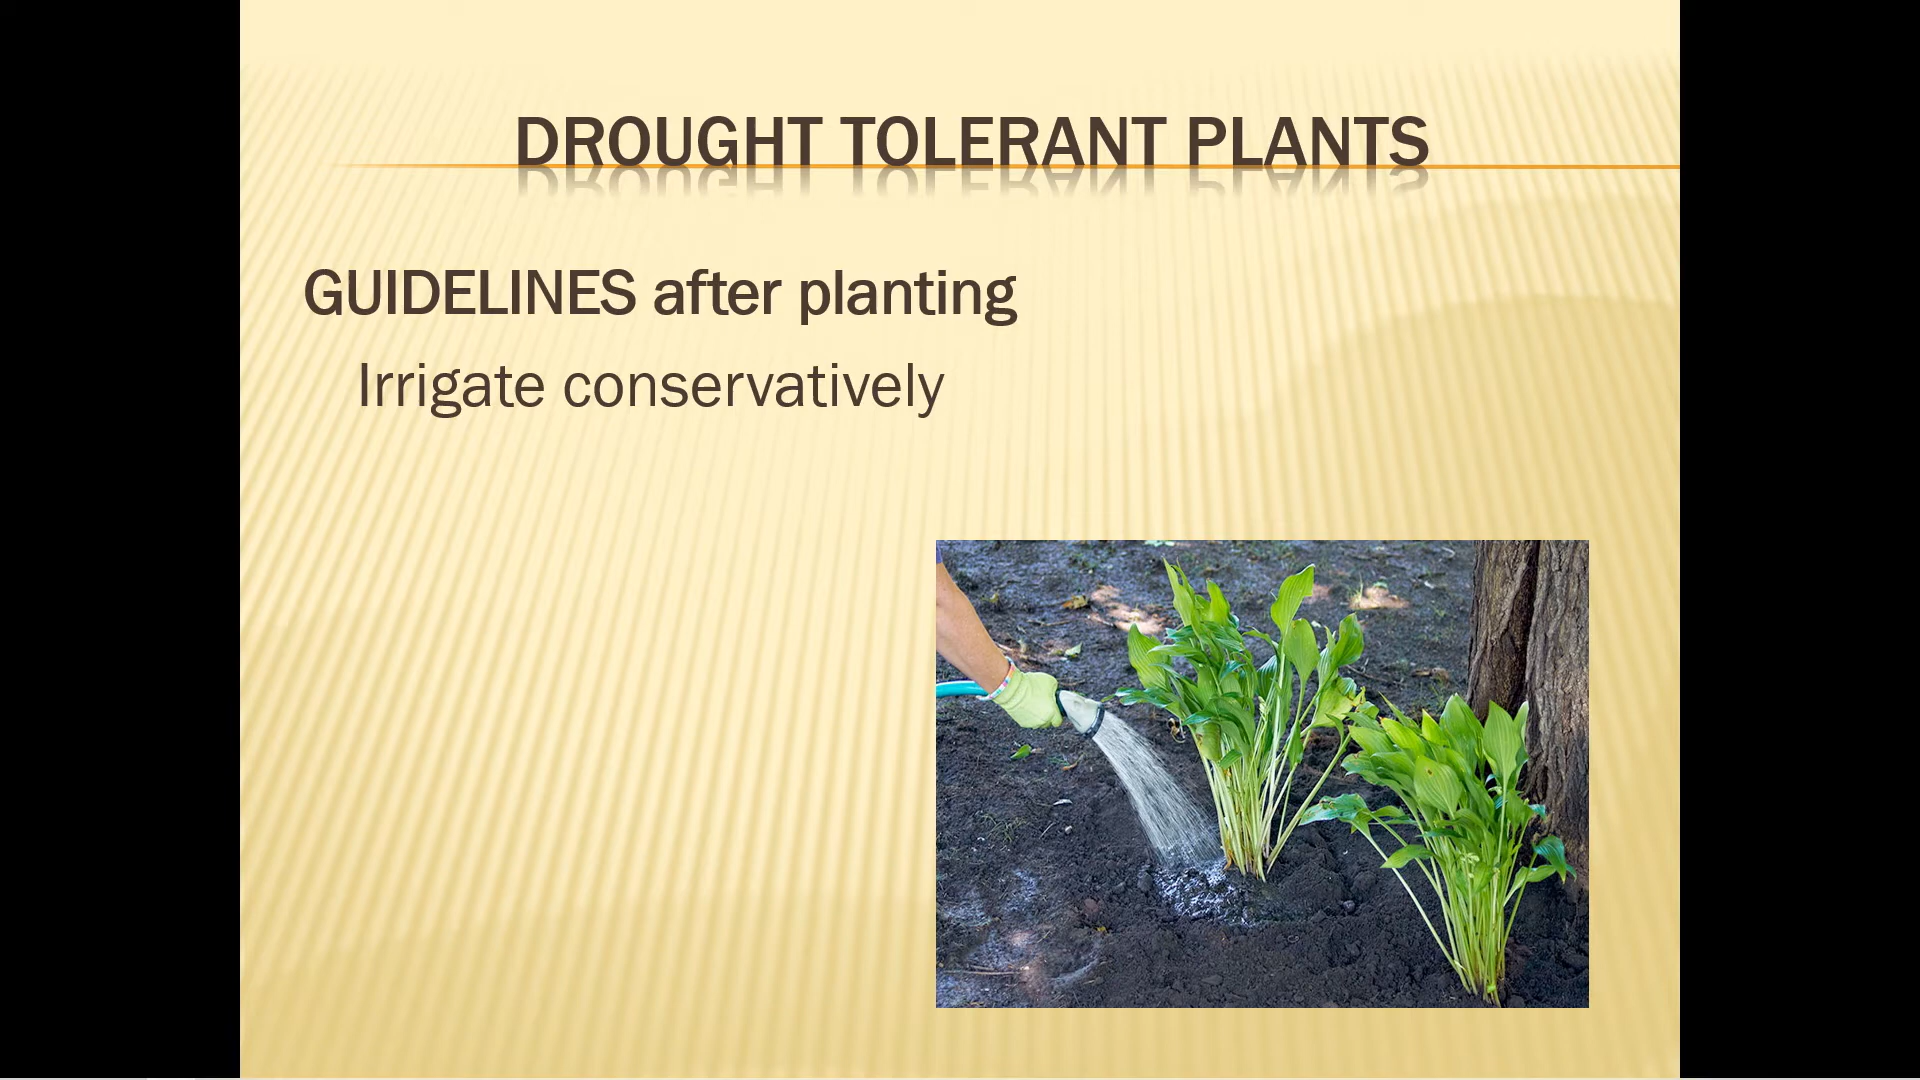 DROUGHT TOLERANT PLANTS
GUIDELINES after planting
Irrigate conservatively